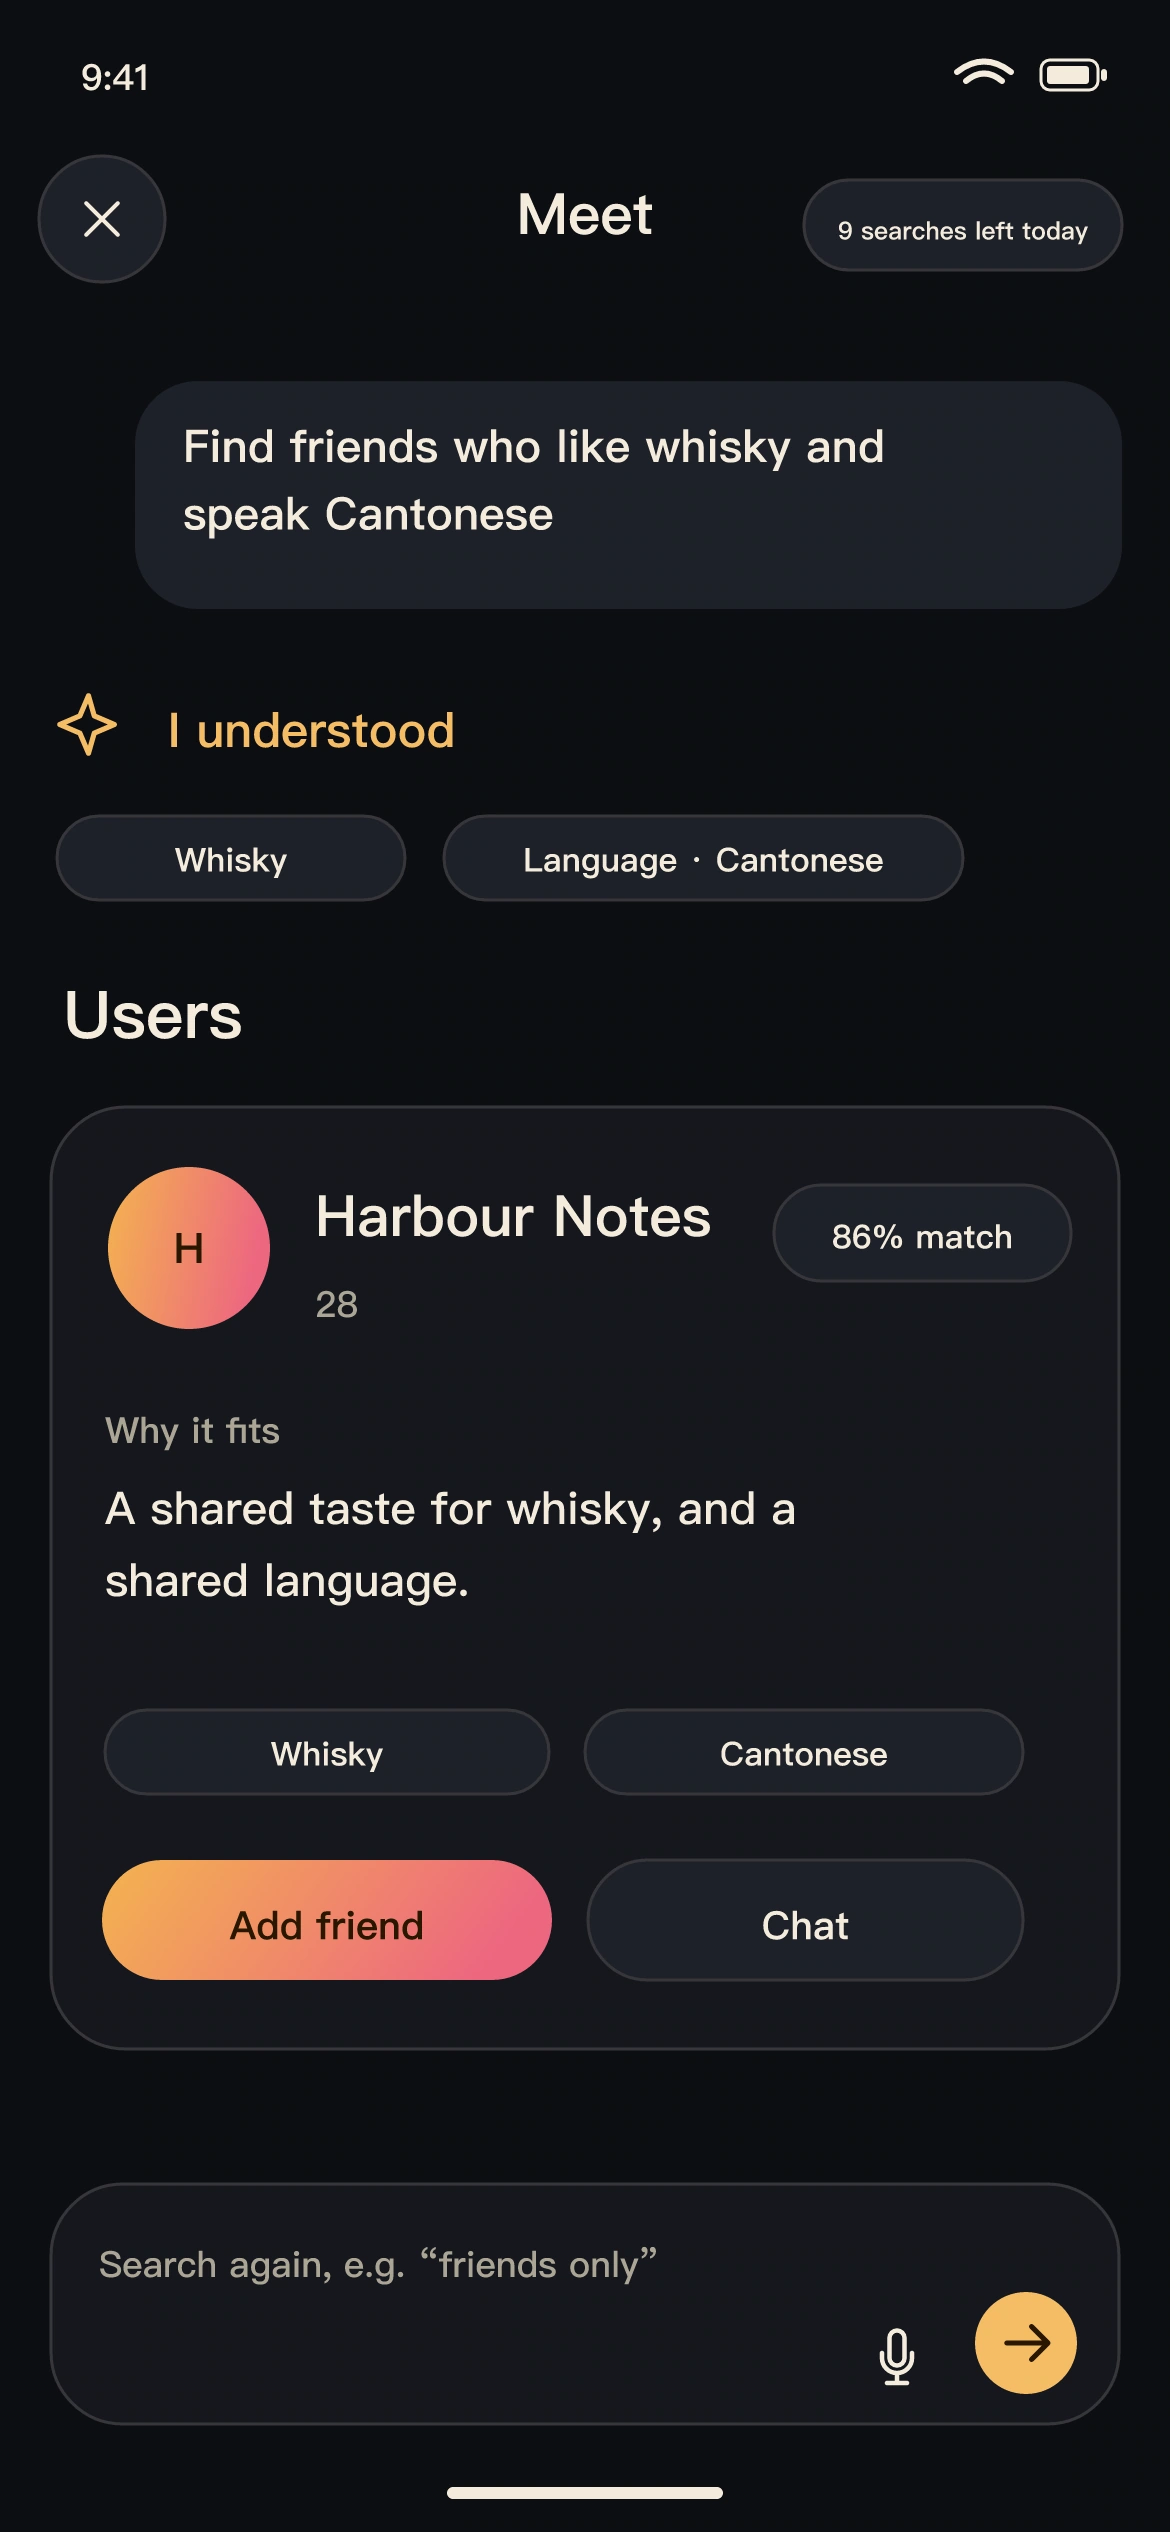 9:41
Meet
9 searches left today
Find friends who like whisky and
speak Cantonese
I understood
Whisky
Language · Cantonese
Users
H
Harbour Notes
86% match
28
Why it fits
A shared taste for whisky, and a
shared language.
Whisky
Cantonese
Add friend
Chat
Search again, e.g. “friends only”